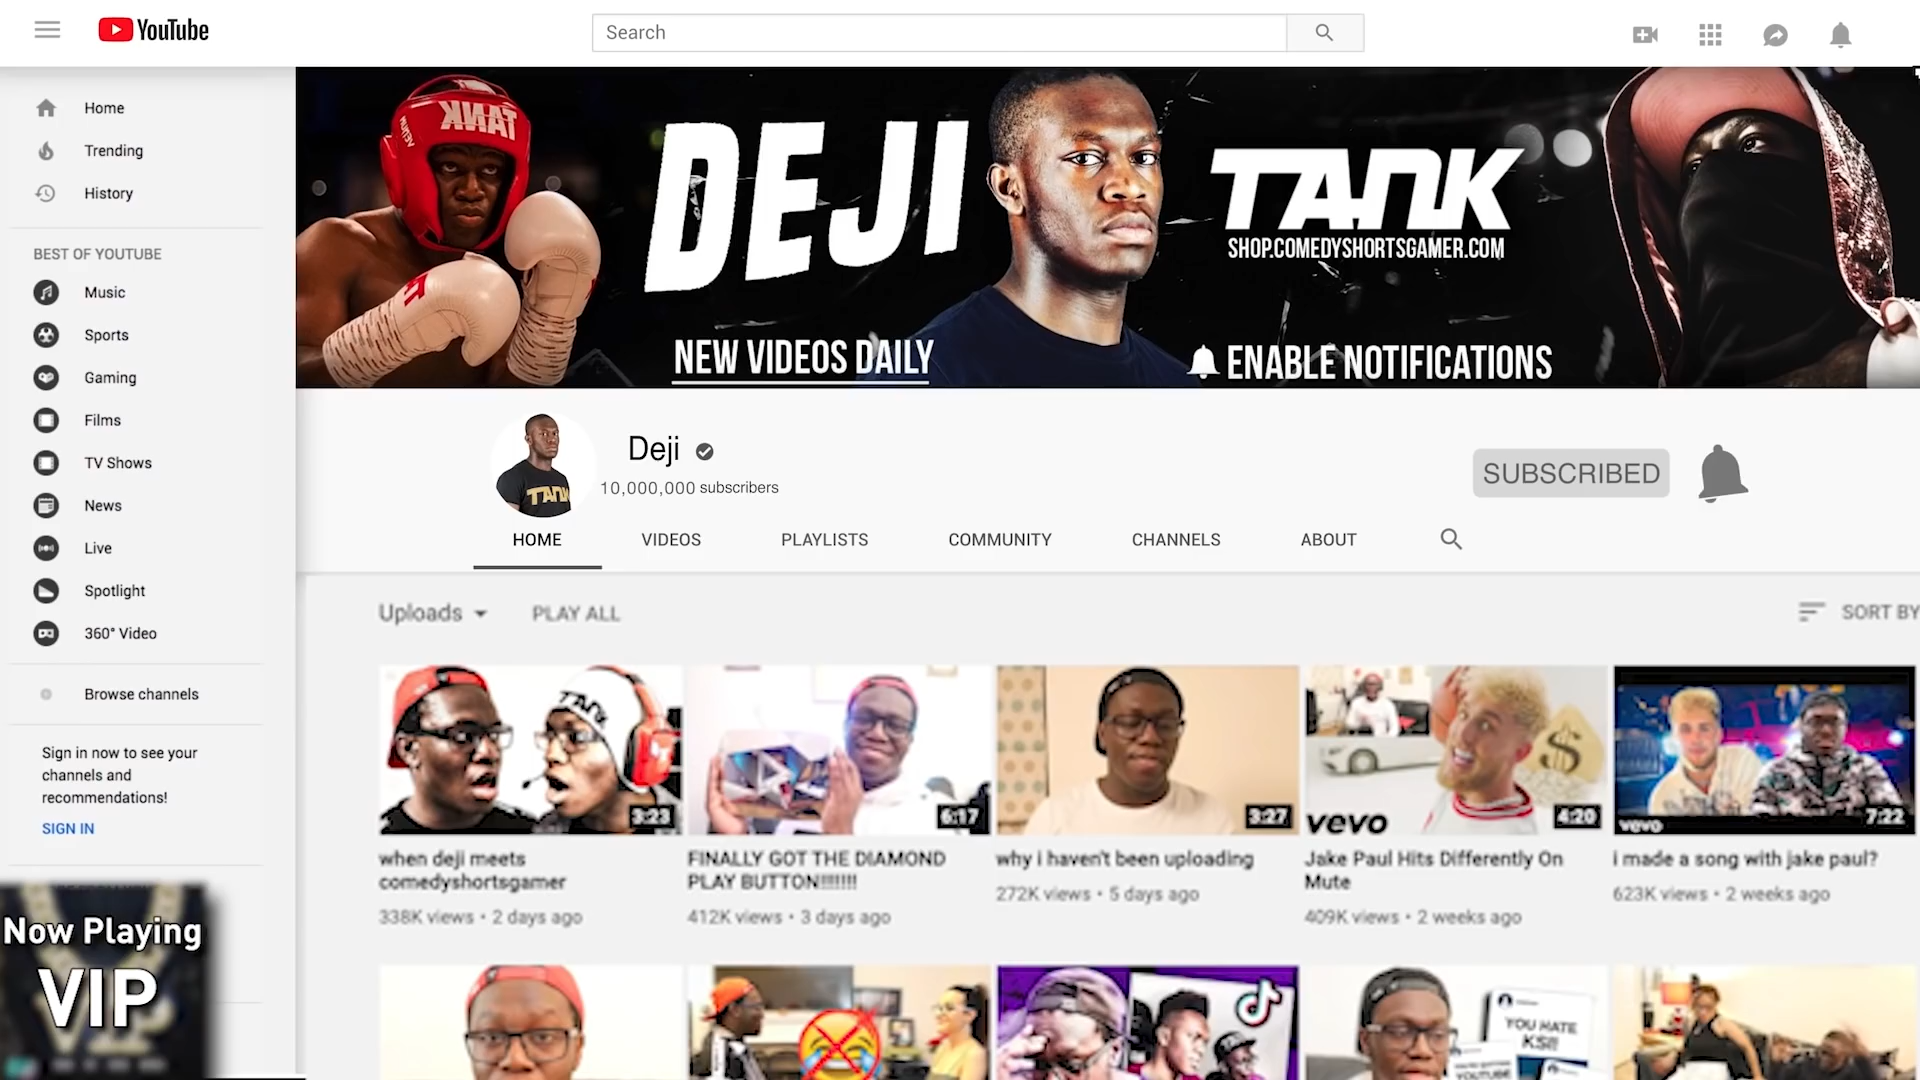 YouTube
Search
Home
Trending
History
BEST OF YOUTUBE
Music
Sports
Gaming
Films
TV Shows
News
Live
Spotlight
360° Video
Browse channels
Sign in now to see your
channels and
recommendations!
SIGN IN
Now Playing
VIP
TANK
VENUM
DEJI
TANK
SHOP.COMEDYSHORTSGAMER.COM
NEW VIDEOS DAILY
ENABLE NOTIFICATIONS
TANK
Deji
10,000,000 subscribers
SUBSCRIBED
HOME
VIDEOS
PLAYLISTS
COMMUNITY
CHANNELS
ABOUT
Uploads
PLAY ALL
SORT BY
TANK
3:23
6:17
3:27
vevo
4:20
vevo
7:22
when deji meets
comedyshortsgamer
338K views • 2 days ago
FINALLY GOT THE DIAMOND
PLAY BUTTON!!!!!!!
412K views • 3 days ago
why i haven't been uploading
272K views • 5 days ago
Jake Paul Hits Differently On
Mute
409K views • 2 weeks ago
i made a song with jake paul?
623K views • 2 weeks ago
YOU HATE
KSI!